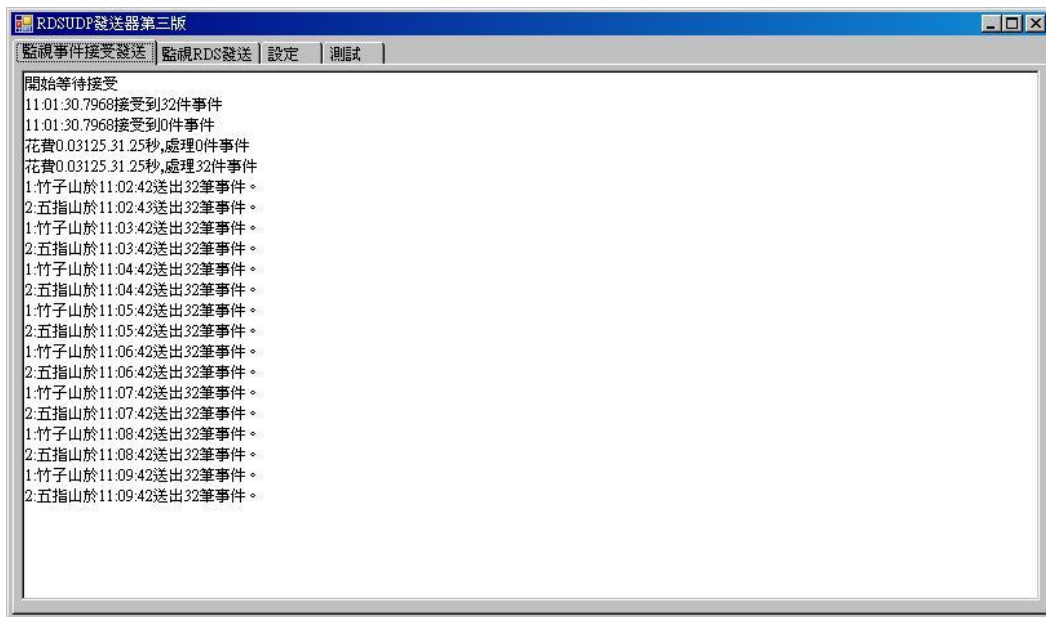 RDSUDP發送器第三版
監視事件接受發送 監視RDS發送 設定 測試
開始等待接受
11:01:30.7968接受到32件事件
11:01:30.7968接受到0件事件
花費0.03125.31.25秒,處理0件事件
花費0.03125.31.25秒,處理32件事件
1:竹子山於11:02:42送出32筆事件。
2:五指山於11:02:43送出32筆事件。
1:竹子山於11:03:42送出32筆事件。
2:五指山於11:03:42送出32筆事件。
1:竹子山於11:04:42送出32筆事件。
2:五指山於11:04:42送出32筆事件。
1:竹子山於11:05:42送出32筆事件。
2:五指山於11:05:42送出32筆事件。
1:竹子山於11:06:42送出32筆事件。
2:五指山於11:06:42送出32筆事件。
1:竹子山於11:07:42送出32筆事件。
2:五指山於11:07:42送出32筆事件。
1:竹子山於11:08:42送出32筆事件。
2:五指山於11:08:42送出32筆事件。
1:竹子山於11:09:42送出32筆事件。
2:五指山於11:09:42送出32筆事件。